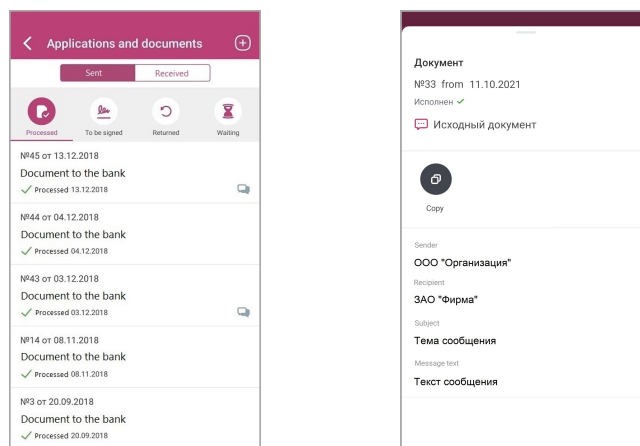 Applications and documents
Sent Received
Processed To be signed Returned Waiting
№45 от 13.12.2018
Document to the bank
Processed 13.12.2018
№44 от 04.12.2018
Document to the bank
Processed 04.12.2018
№43 от 03.12.2018
Document to the bank
Processed 03.12.2018
№14 от 08.11.2018
Document to the bank
Processed 08.11.2018
№3 от 20.09.2018
Document to the bank
Processed 20.09.2018
Документ
№33 from 11.10.2021
Исполнен
Исходный документ
Copy
Sender
ООО "Организация"
Recipient
ЗАО "Фирма"
Subject
Тема сообщения
Message text
Текст сообщения